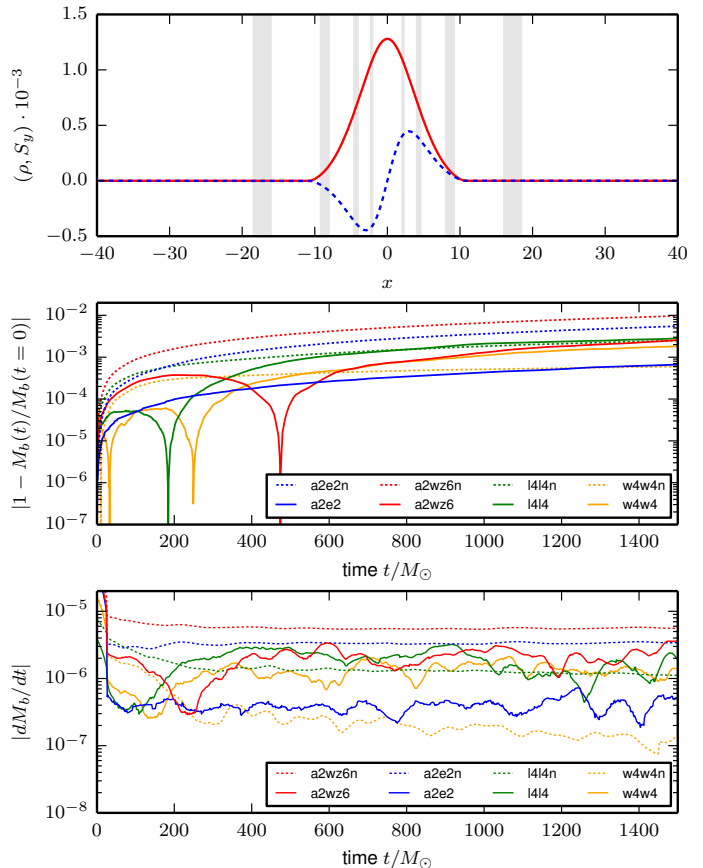 1.5
1.0
0.5
0.0
−0.5
(ρ, S_y) · 10^{−3}
−40 −30 −20 −10 0 10 20 30 40
x
10^{−2}
10^{−3}
10^{−4}
10^{−5}
10^{−6}
10^{−7}
|1 − M_b(t)/M_b(t = 0)|
a2e2n a2wz6n l4l4n w4w4n
a2e2 a2wz6 l4l4 w4w4
0 200 400 600 800 1000 1200 1400
time t/M_⊙
10^{−5}
10^{−6}
10^{−7}
10^{−8}
|dM_b/dt|
a2wz6n a2e2n l4l4n w4w4n
a2wz6 a2e2 l4l4 w4w4
0 200 400 600 800 1000 1200 1400
time t/M_⊙